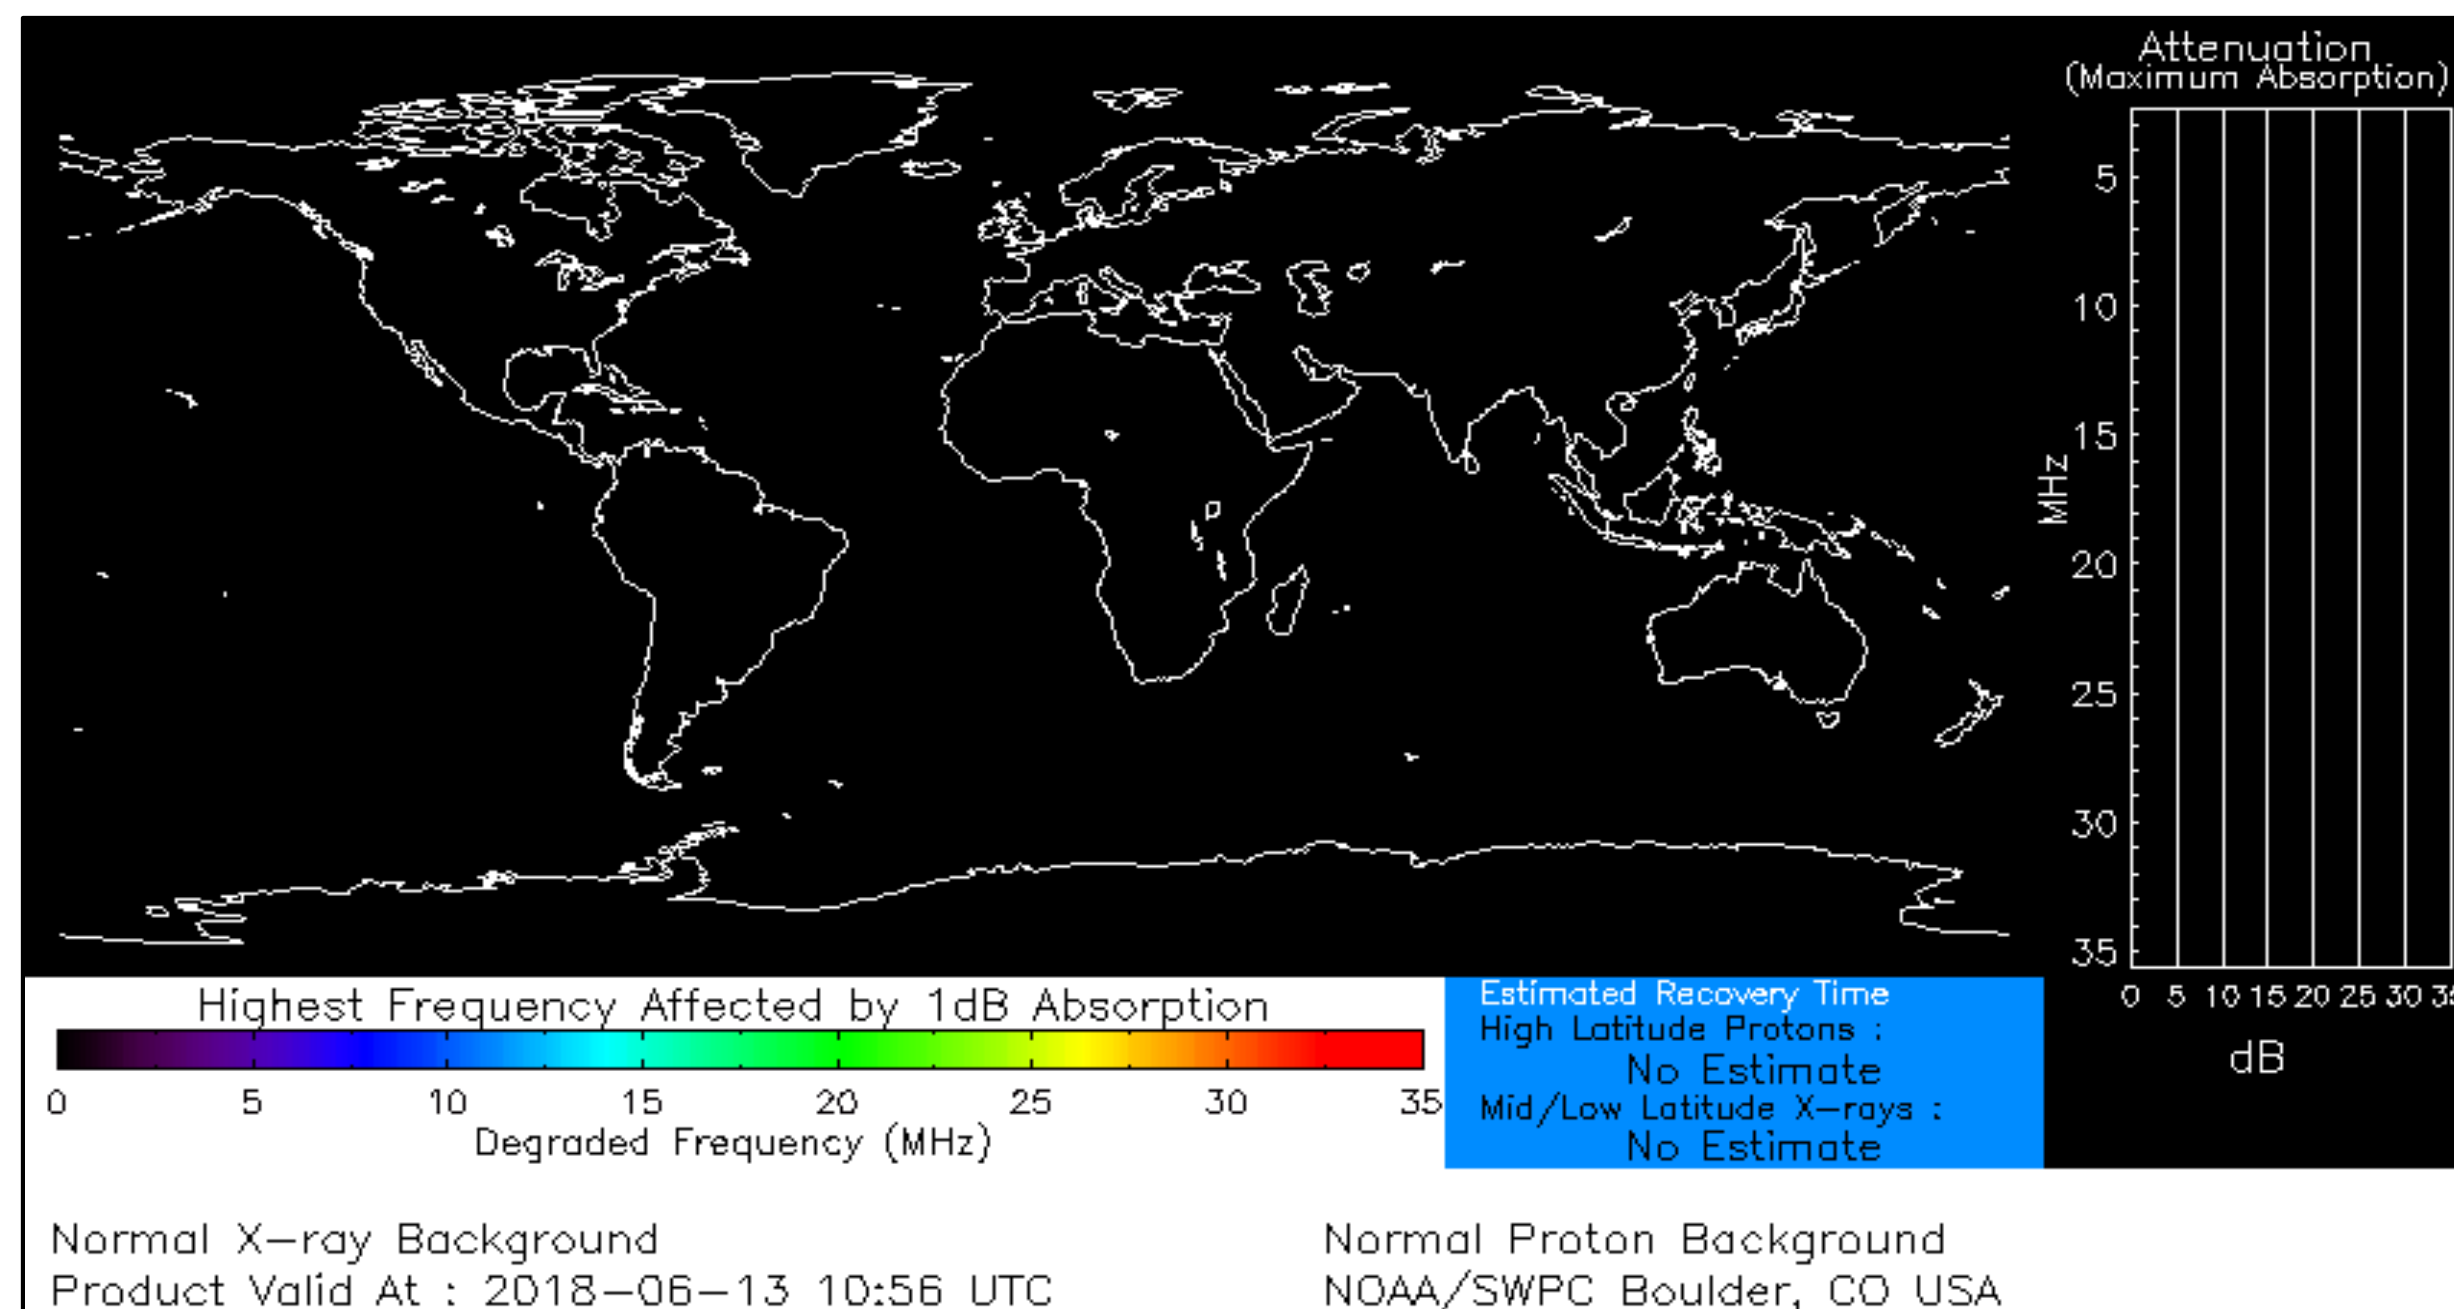 Attenuation
(Maximum Absorption)
5
10
15
20
25
30
35
MHz
0 5 10 15 20 25 30
dB
Highest Frequency Affected by 1dB Absorption
0 5 10 15 20 25 30 35
Degraded Frequency (MHz)
Estimated Recovery Time
High Latitude Protons :
No Estimate
Mid/Low Latitude X-rays :
No Estimate
Normal X-ray Background
Product Valid At : 2018-06-13 10:56 UTC
Normal Proton Background
NOAA/SWPC Boulder, CO USA